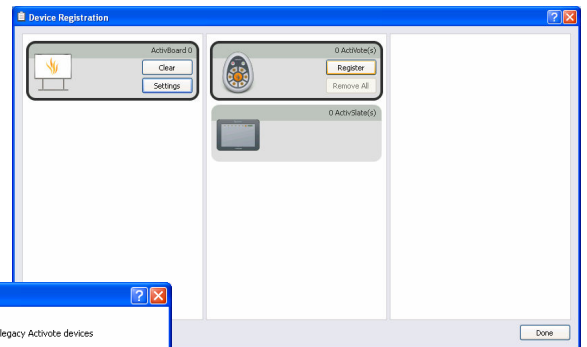 Device Registration
ActivBoard 0
Clear
Settings
0 ActiVote(s)
Register
Remove All
0 ActivSlate(s)
legacy Activote devices
Done